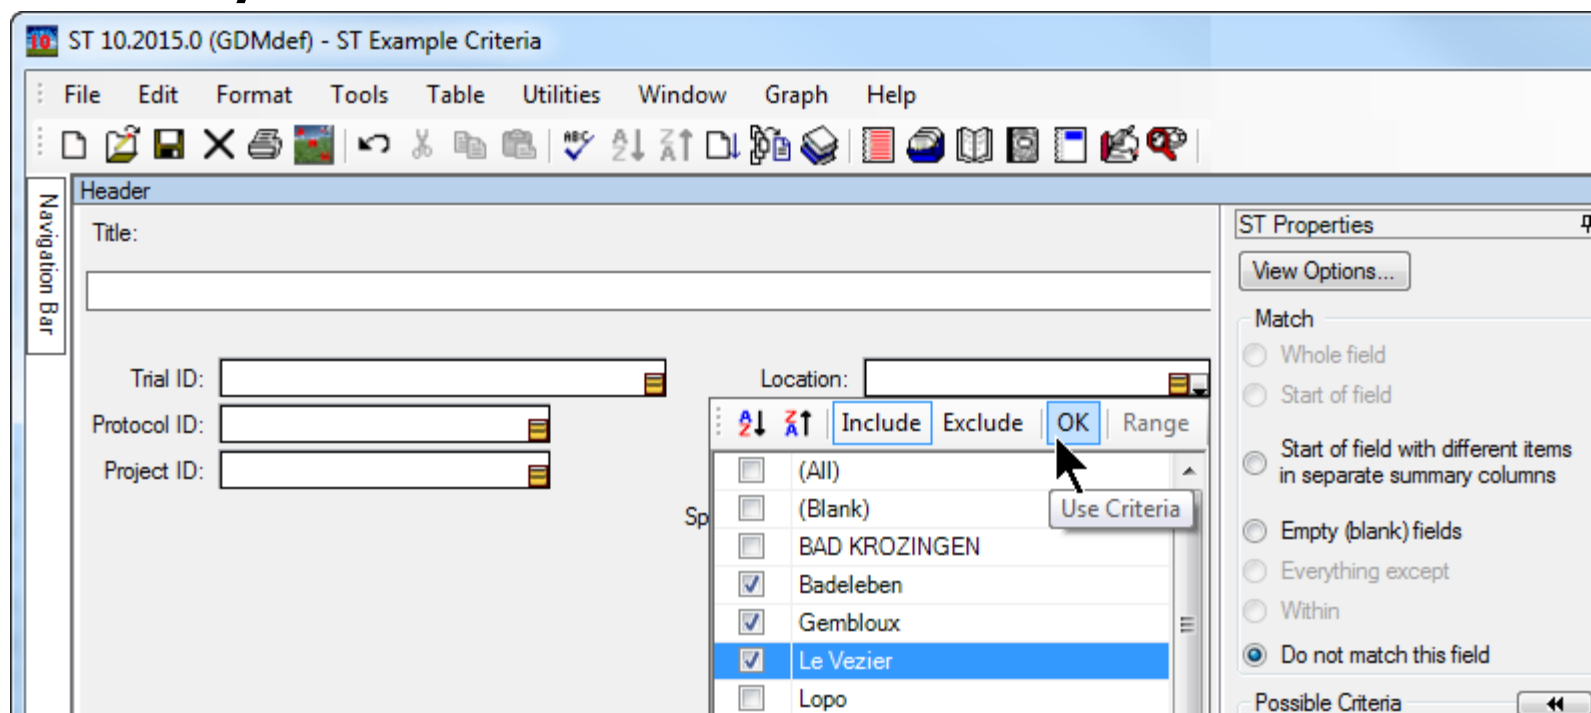 ST 10.2015.0 (GDMdef) - ST Example Criteria
File Edit Format Tools Table Utilities Window Graph Help
Navigation Bar
Header
Title:
Trial ID:
Protocol ID:
Project ID:
Location:
Sp
Include Exclude OK Range
(All)
(Blank)
Use Criteria
BAD KROZINGEN
Badeleben
Gembloux
Le Vezier
Lopo
ST Properties
View Options...
Match
Whole field
Start of field
Start of field with different items
in separate summary columns
Empty (blank) fields
Everything except
Within
Do not match this field
Possible Criteria